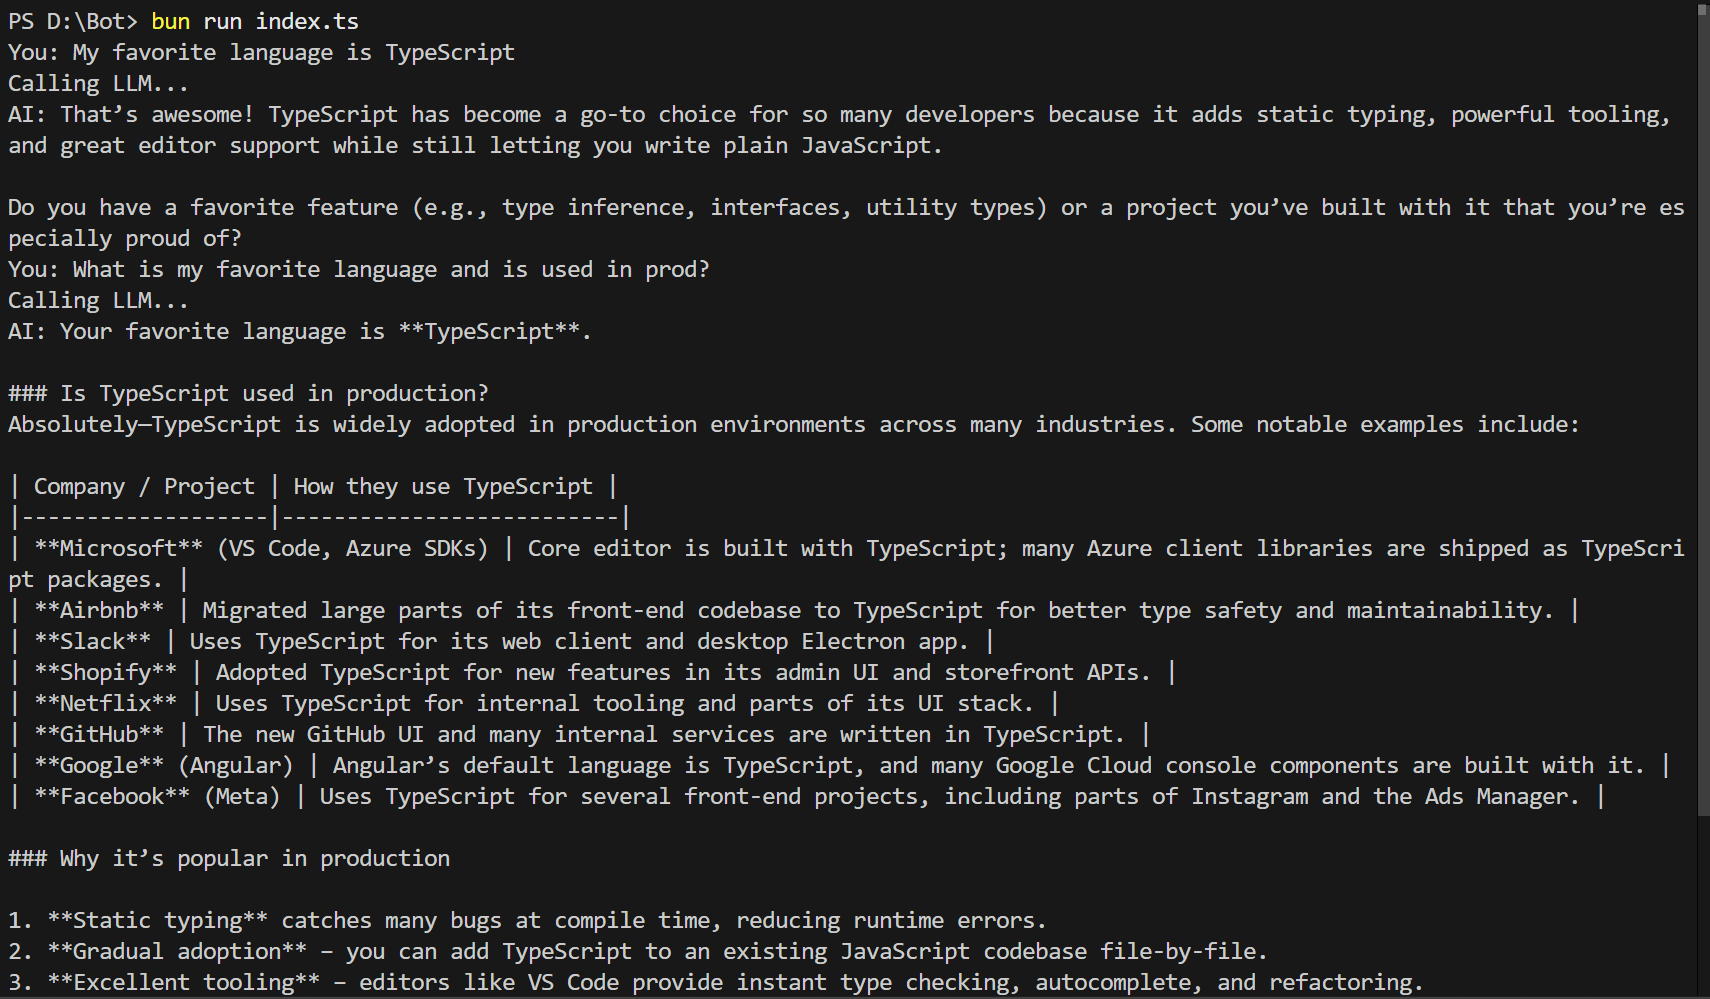 PS D:\Bot> bun run index.ts
You: My favorite language is TypeScript
Calling LLM...
AI: That’s awesome! TypeScript has become a go-to choice for so many developers because it adds static typing, powerful tooling,
and great editor support while still letting you write plain JavaScript.
Do you have a favorite feature (e.g., type inference, interfaces, utility types) or a project you’ve built with it that you’re es
pecially proud of?
You: What is my favorite language and is used in prod?
Calling LLM...
AI: Your favorite language is **TypeScript**.
### Is TypeScript used in production?
Absolutely—TypeScript is widely adopted in production environments across many industries. Some notable examples include:
| Company / Project | How they use TypeScript |
|-------------------|--------------------------|
| **Microsoft** (VS Code, Azure SDKs) | Core editor is built with TypeScript; many Azure client libraries are shipped as TypeScri
pt packages. |
| **Airbnb** | Migrated large parts of its front-end codebase to TypeScript for better type safety and maintainability. |
| **Slack** | Uses TypeScript for its web client and desktop Electron app. |
| **Shopify** | Adopted TypeScript for new features in its admin UI and storefront APIs. |
| **Netflix** | Uses TypeScript for internal tooling and parts of its UI stack. |
| **GitHub** | The new GitHub UI and many internal services are written in TypeScript. |
| **Google** (Angular) | Angular’s default language is TypeScript, and many Google Cloud console components are built with it. |
| **Facebook** (Meta) | Uses TypeScript for several front-end projects, including parts of Instagram and the Ads Manager. |
### Why it’s popular in production
1. **Static typing** catches many bugs at compile time, reducing runtime errors.
2. **Gradual adoption** – you can add TypeScript to an existing JavaScript codebase file-by-file.
3. **Excellent tooling** – editors like VS Code provide instant type checking, autocomplete, and refactoring.